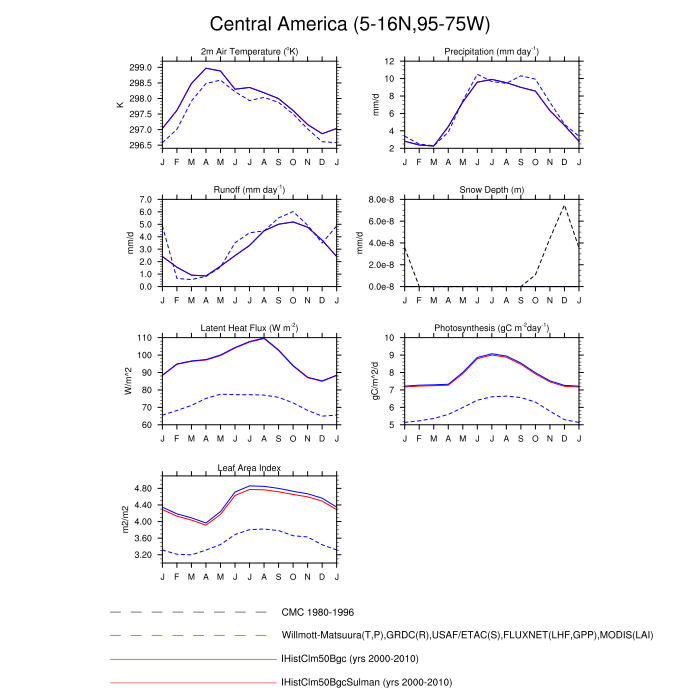 Central America (5-16N,95-75W)
2m Air Temperature (°K)
Precipitation (mm day⁻¹)
299.0
298.5
298.0
297.5
297.0
296.5
K
J F M A M J J A S O N D J
12
10
8
6
4
2
mm/d
J F M A M J J A S O N D J
Runoff (mm day⁻¹)
Snow Depth (m)
7.0
6.0
5.0
4.0
3.0
2.0
1.0
0.0
mm/d
J F M A M J J A S O N D J
8.0e-8
6.0e-8
4.0e-8
2.0e-8
0.0e-8
mm/d
J F M A M J J A S O N D J
Latent Heat Flux (W m⁻²)
Photosynthesis (gC m⁻²day⁻¹)
110
100
90
80
70
60
W/m^2
J F M A M J J A S O N D J
10
9
8
7
6
5
gC/m^2/d
J F M A M J J A S O N D J
Leaf Area Index
4.80
4.40
4.00
3.60
3.20
m2/m2
J F M A M J J A S O N D J
CMC 1980-1996
Willmott-Matsuura(T,P),GRDC(R),USAF/ETAC(S),FLUXNET(LHF,GPP),MODIS(LAI)
IHistClm50Bgc (yrs 2000-2010)
IHistClm50BgcSulman (yrs 2000-2010)